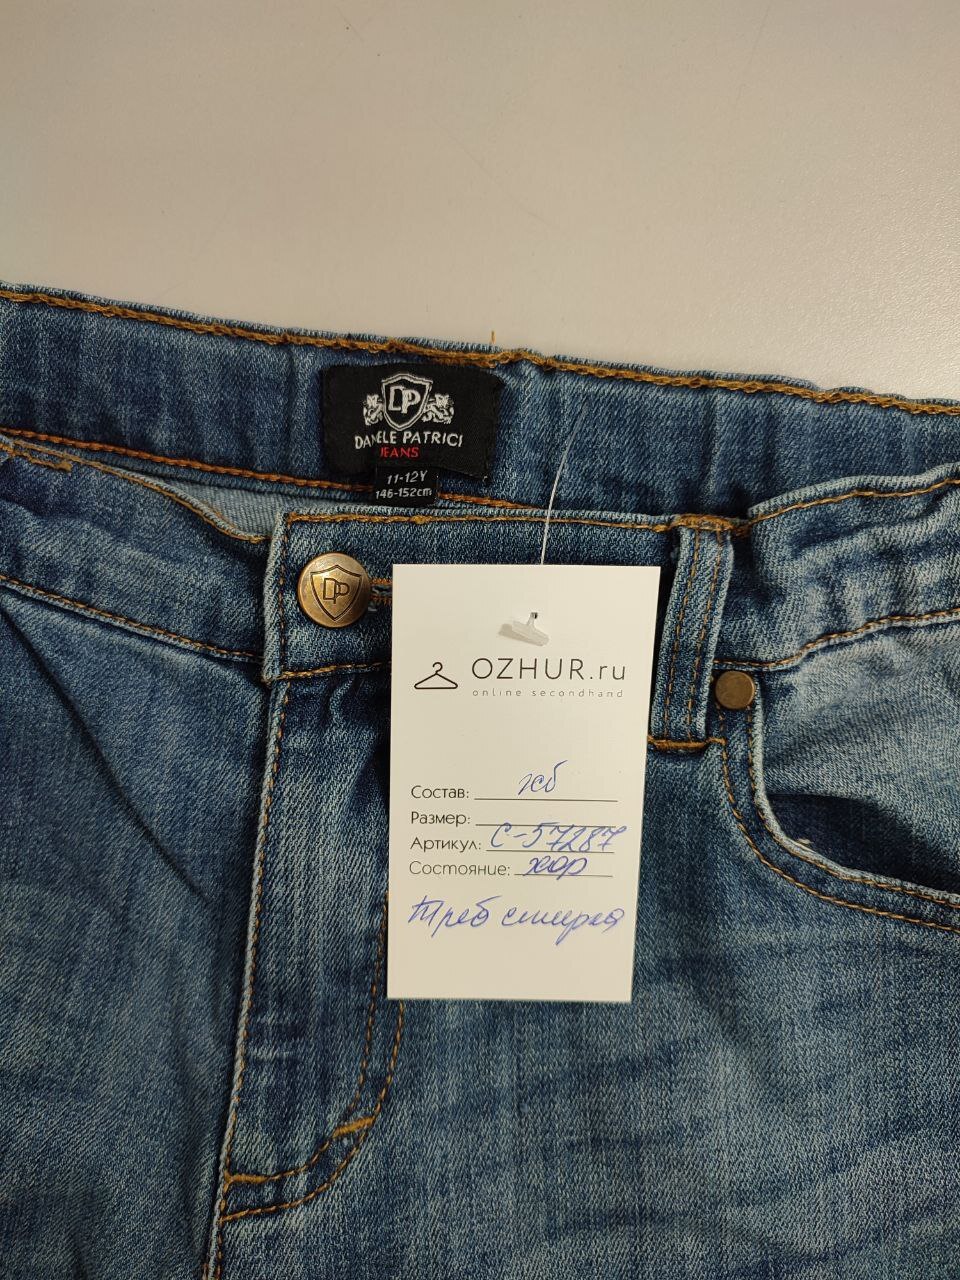 DP
DANIELE PATRICI
JEANS
11-12Y
146-152cm
DP
OZHUR.ru
online secondhand
Состав: хб
Размер:
Артикул: С-57287
Состояние: хор
треб стирка